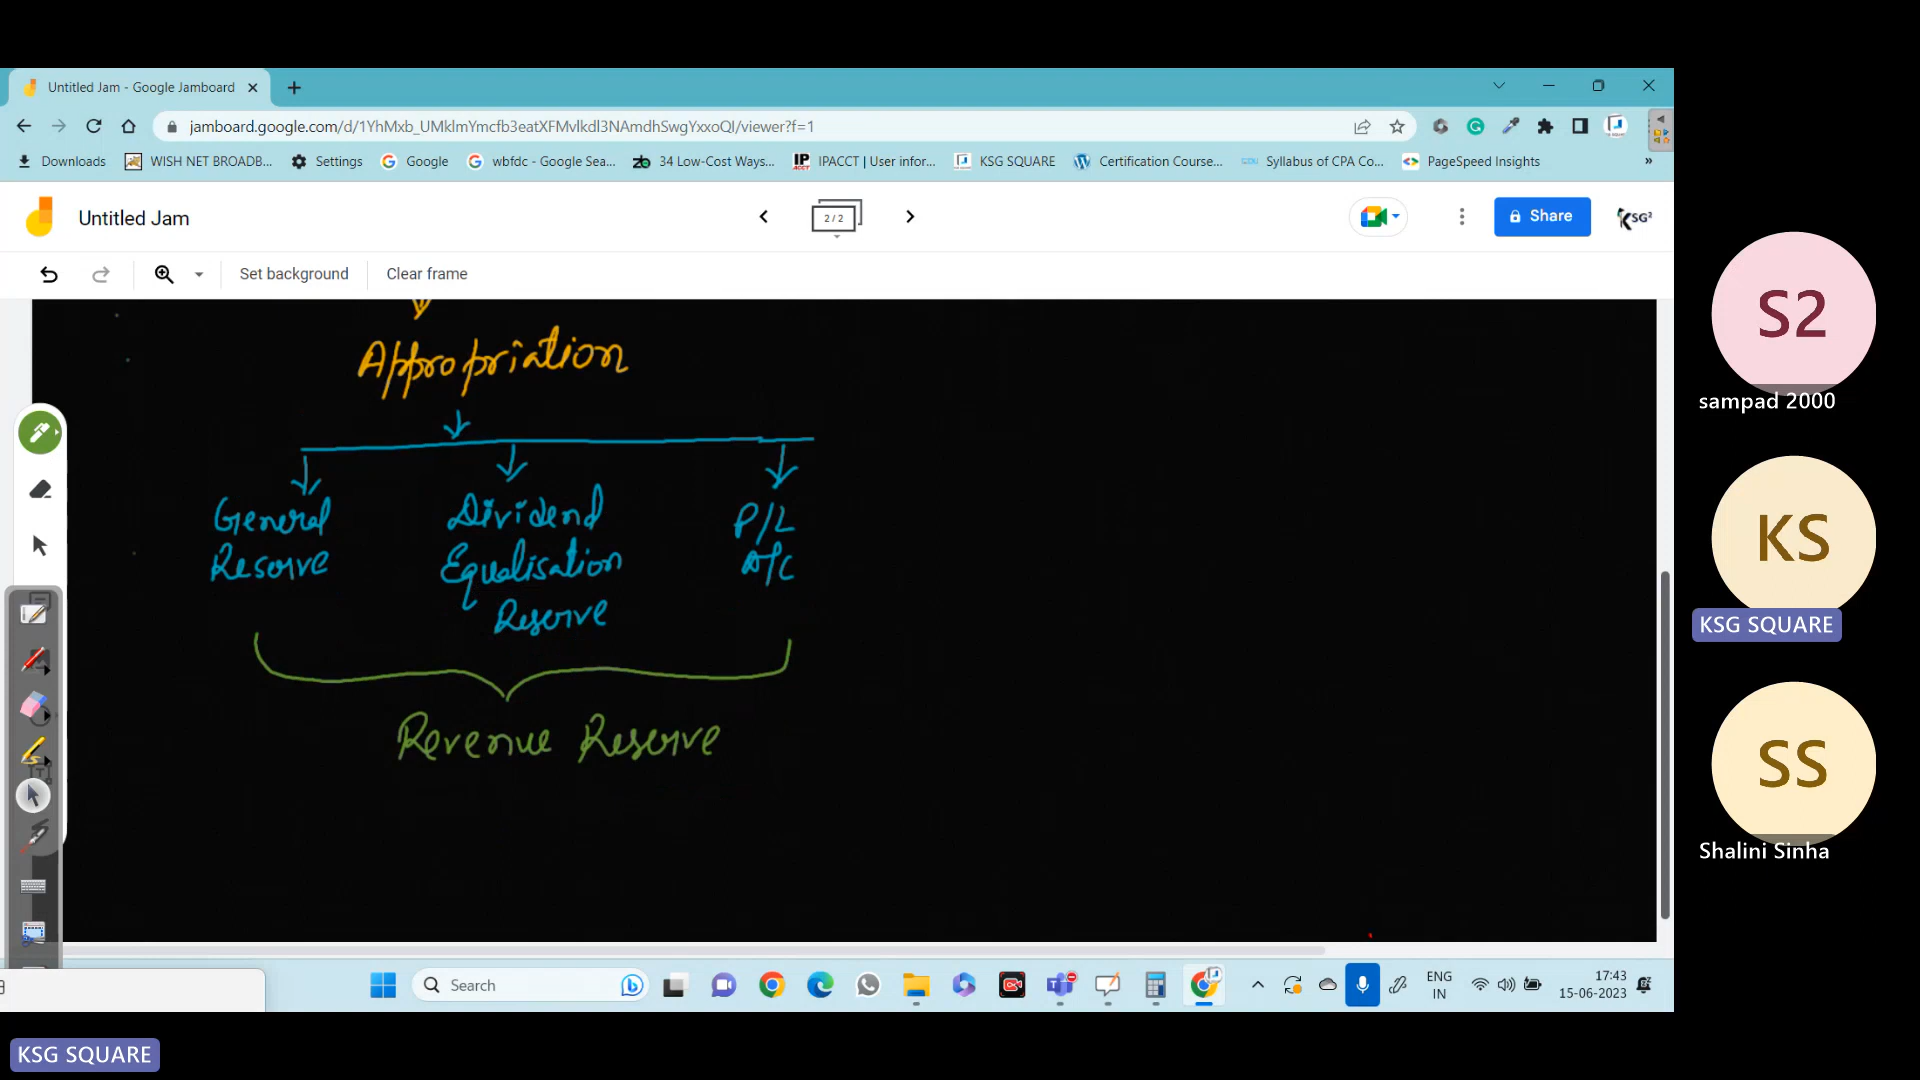 Untitled Jam - Google Jamboard
jamboard.google.com/d/1YhMxb_UMklmYmcfb3eatXFMvlkdl3NAmdhSwgYxxoQI/viewer?f=1
Downloads WISH NET BROADB... Settings Google wbfdc - Google Sea... 34 Low-Cost Ways... IPACCT | User infor... KSG SQUARE Certification Course... Syllabus of CPA Co... PageSpeed Insights »
Untitled Jam
2 / 2
Share
KSG²
Set background Clear frame
Appropriation
General Reserve
Dividend
Equalisation
Reserve
P/L
A/C
Revenue Reserve
S2
sampad 2000
KS
KSG SQUARE
SS
Shalini Sinha
Search
ENG
IN
17:43
15-06-2023
KSG SQUARE